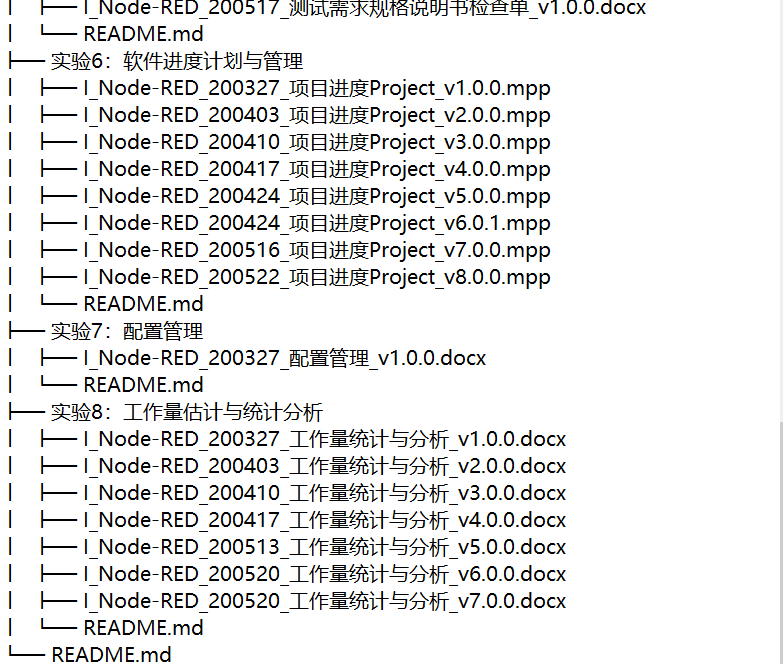 │ ├── I_Node-RED_200517_测试需求规格说明书检查单_v1.0.0.docx
│ └── README.md
├── 实验6：软件进度计划与管理
│ ├── I_Node-RED_200327_项目进度Project_v1.0.0.mpp
│ ├── I_Node-RED_200403_项目进度Project_v2.0.0.mpp
│ ├── I_Node-RED_200410_项目进度Project_v3.0.0.mpp
│ ├── I_Node-RED_200417_项目进度Project_v4.0.0.mpp
│ ├── I_Node-RED_200424_项目进度Project_v5.0.0.mpp
│ ├── I_Node-RED_200424_项目进度Project_v6.0.1.mpp
│ ├── I_Node-RED_200516_项目进度Project_v7.0.0.mpp
│ ├── I_Node-RED_200522_项目进度Project_v8.0.0.mpp
│ └── README.md
├── 实验7：配置管理
│ ├── I_Node-RED_200327_配置管理_v1.0.0.docx
│ └── README.md
├── 实验8：工作量估计与统计分析
│ ├── I_Node-RED_200327_工作量统计与分析_v1.0.0.docx
│ ├── I_Node-RED_200403_工作量统计与分析_v2.0.0.docx
│ ├── I_Node-RED_200410_工作量统计与分析_v3.0.0.docx
│ ├── I_Node-RED_200417_工作量统计与分析_v4.0.0.docx
│ ├── I_Node-RED_200513_工作量统计与分析_v5.0.0.docx
│ ├── I_Node-RED_200520_工作量统计与分析_v6.0.0.docx
│ ├── I_Node-RED_200520_工作量统计与分析_v7.0.0.docx
│ └── README.md
└── README.md